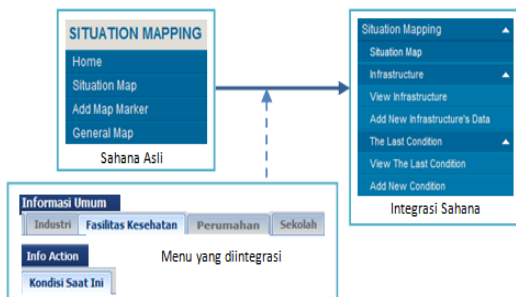 SITUATION MAPPING
Home
Situation Map
Add Map Marker
General Map
Sahana Asli
Situation Mapping
Situation Map
Infrastructure
View Infrastructure
Add New Infrastructure's Data
The Last Condition
View The Last Condition
Add New Condition
Integrasi Sahana
Informasi Umum
Industri Fasilitas Kesehatan Perumahan Sekolah
Info Action
Menu yang diintegrasi
Kondisi Saat Ini